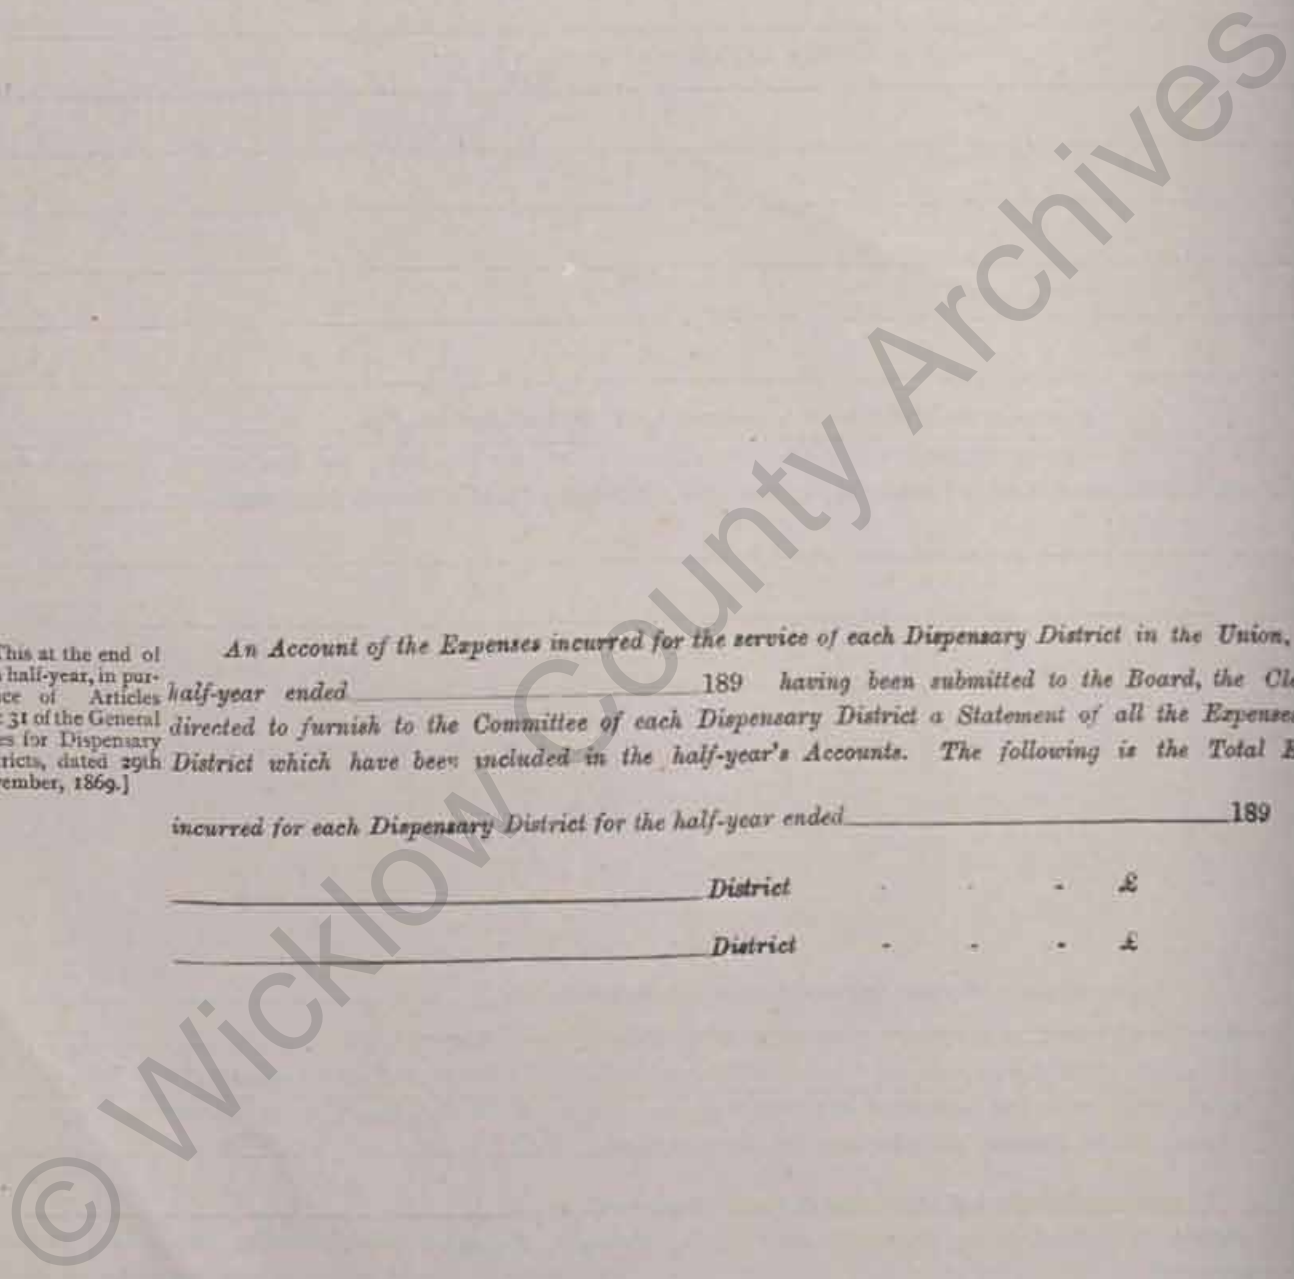 This at the end of
half-year, in pur-
ce of Articles
31 of the General
es for Dispensary
tricts, dated 29th
ember, 1869.]
An Account of the Expenses incurred for the service of each Dispensary District in the Union,
half-year ended 189 having been submitted to the Board, the Cle
directed to furnish to the Committee of each Dispensary District a Statement of all the Expense
District which have been included in the half-year's Accounts. The following is the Total E
incurred for each Dispensary District for the half-year ended 189
District - - - £
District - - - £
© Wicklow County Archives